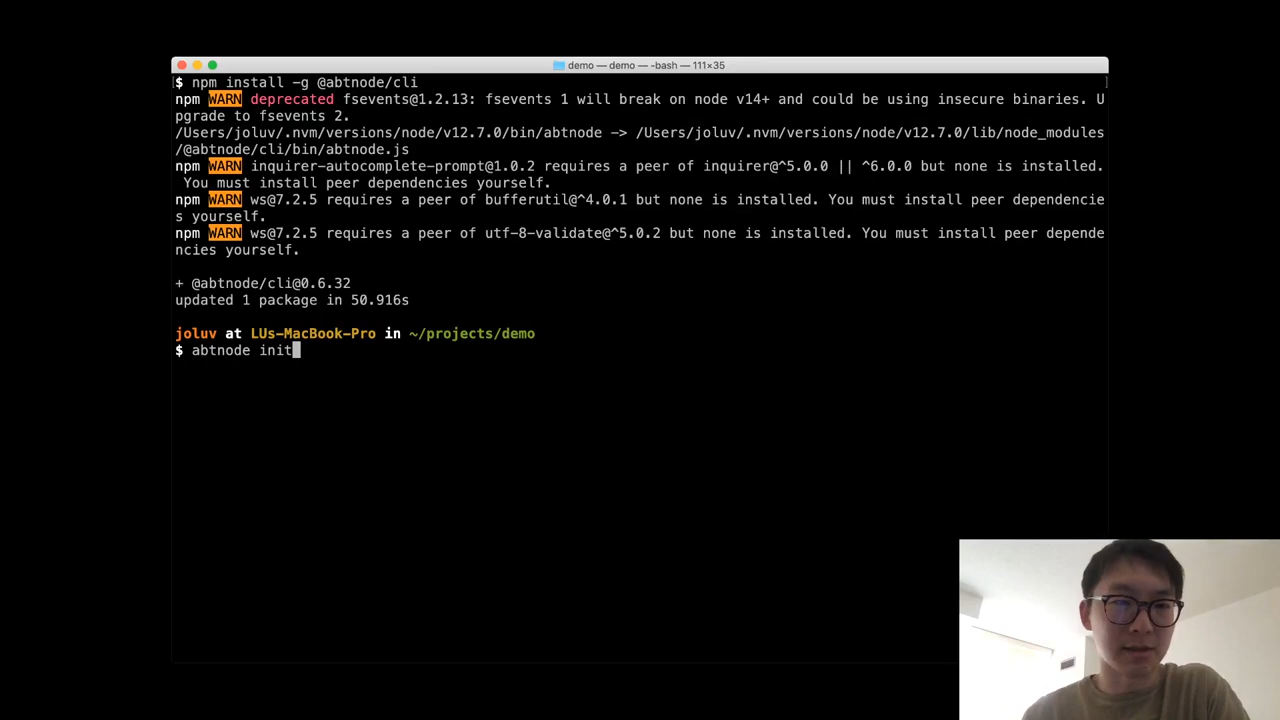 demo — demo — -bash — 111×35
$ npm install -g @abtnode/cli
npm WARN deprecated fsevents@1.2.13: fsevents 1 will break on node v14+ and could be using insecure binaries. U
pgrade to fsevents 2.
/Users/joluv/.nvm/versions/node/v12.7.0/bin/abtnode -> /Users/joluv/.nvm/versions/node/v12.7.0/lib/node_modules
/@abtnode/cli/bin/abtnode.js
npm WARN inquirer-autocomplete-prompt@1.0.2 requires a peer of inquirer@^5.0.0 || ^6.0.0 but none is installed.
 You must install peer dependencies yourself.
npm WARN ws@7.2.5 requires a peer of bufferutil@^4.0.1 but none is installed. You must install peer dependencie
s yourself.
npm WARN ws@7.2.5 requires a peer of utf-8-validate@^5.0.2 but none is installed. You must install peer depende
ncies yourself.
+ @abtnode/cli@0.6.32
updated 1 package in 50.916s
joluv at LUs-MacBook-Pro in ~/projects/demo
$ abtnode init